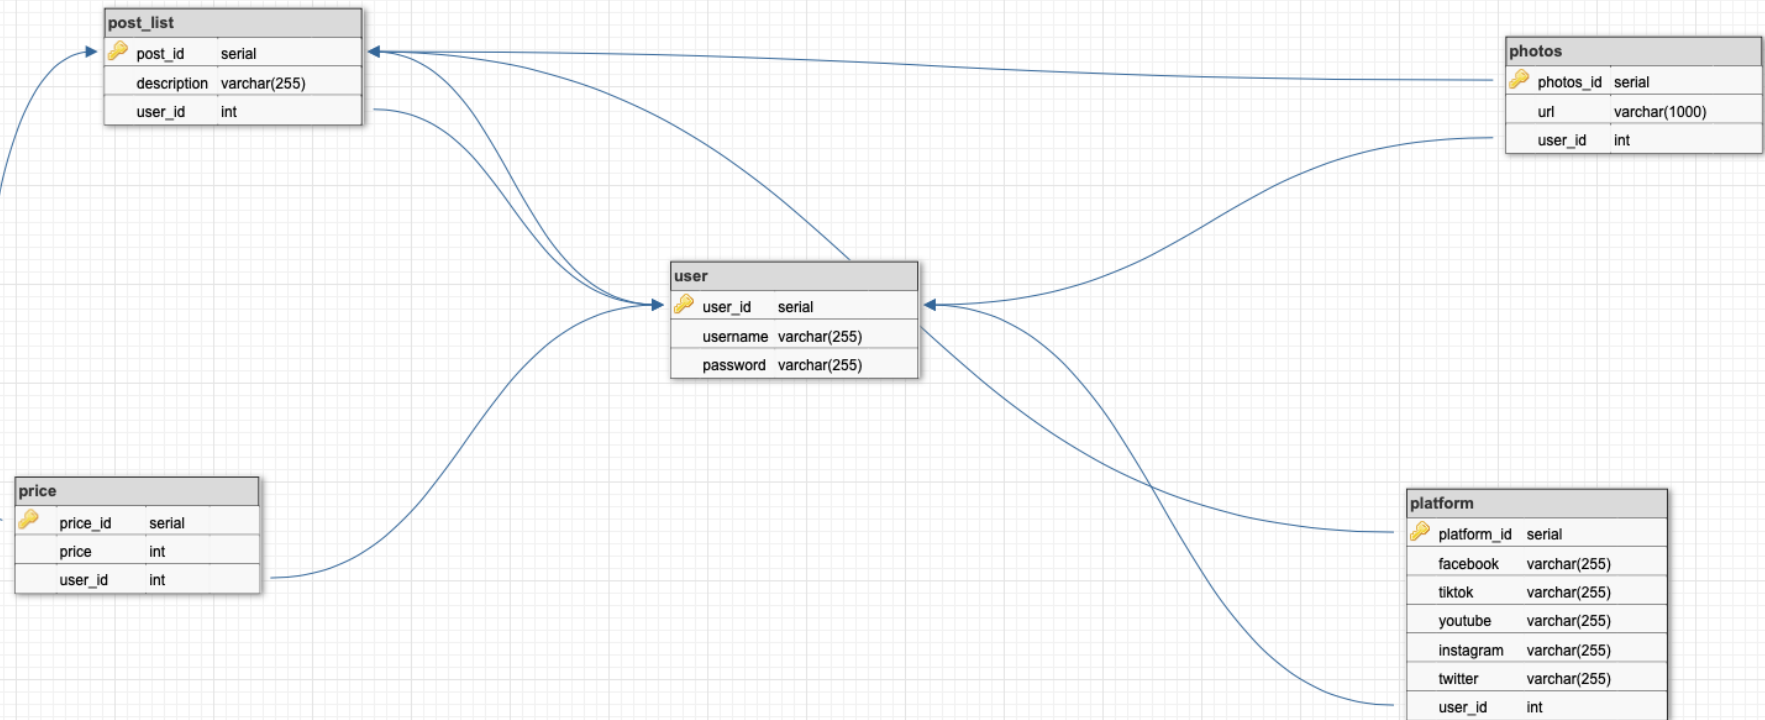 post_list
post_id serial
description varchar(255)
user_id int
photos
photos_id serial
url varchar(1000)
user_id int
user
user_id serial
username varchar(255)
password varchar(255)
price
price_id serial
price int
user_id int
platform
platform_id serial
facebook varchar(255)
tiktok varchar(255)
youtube varchar(255)
instagram varchar(255)
twitter varchar(255)
user_id int